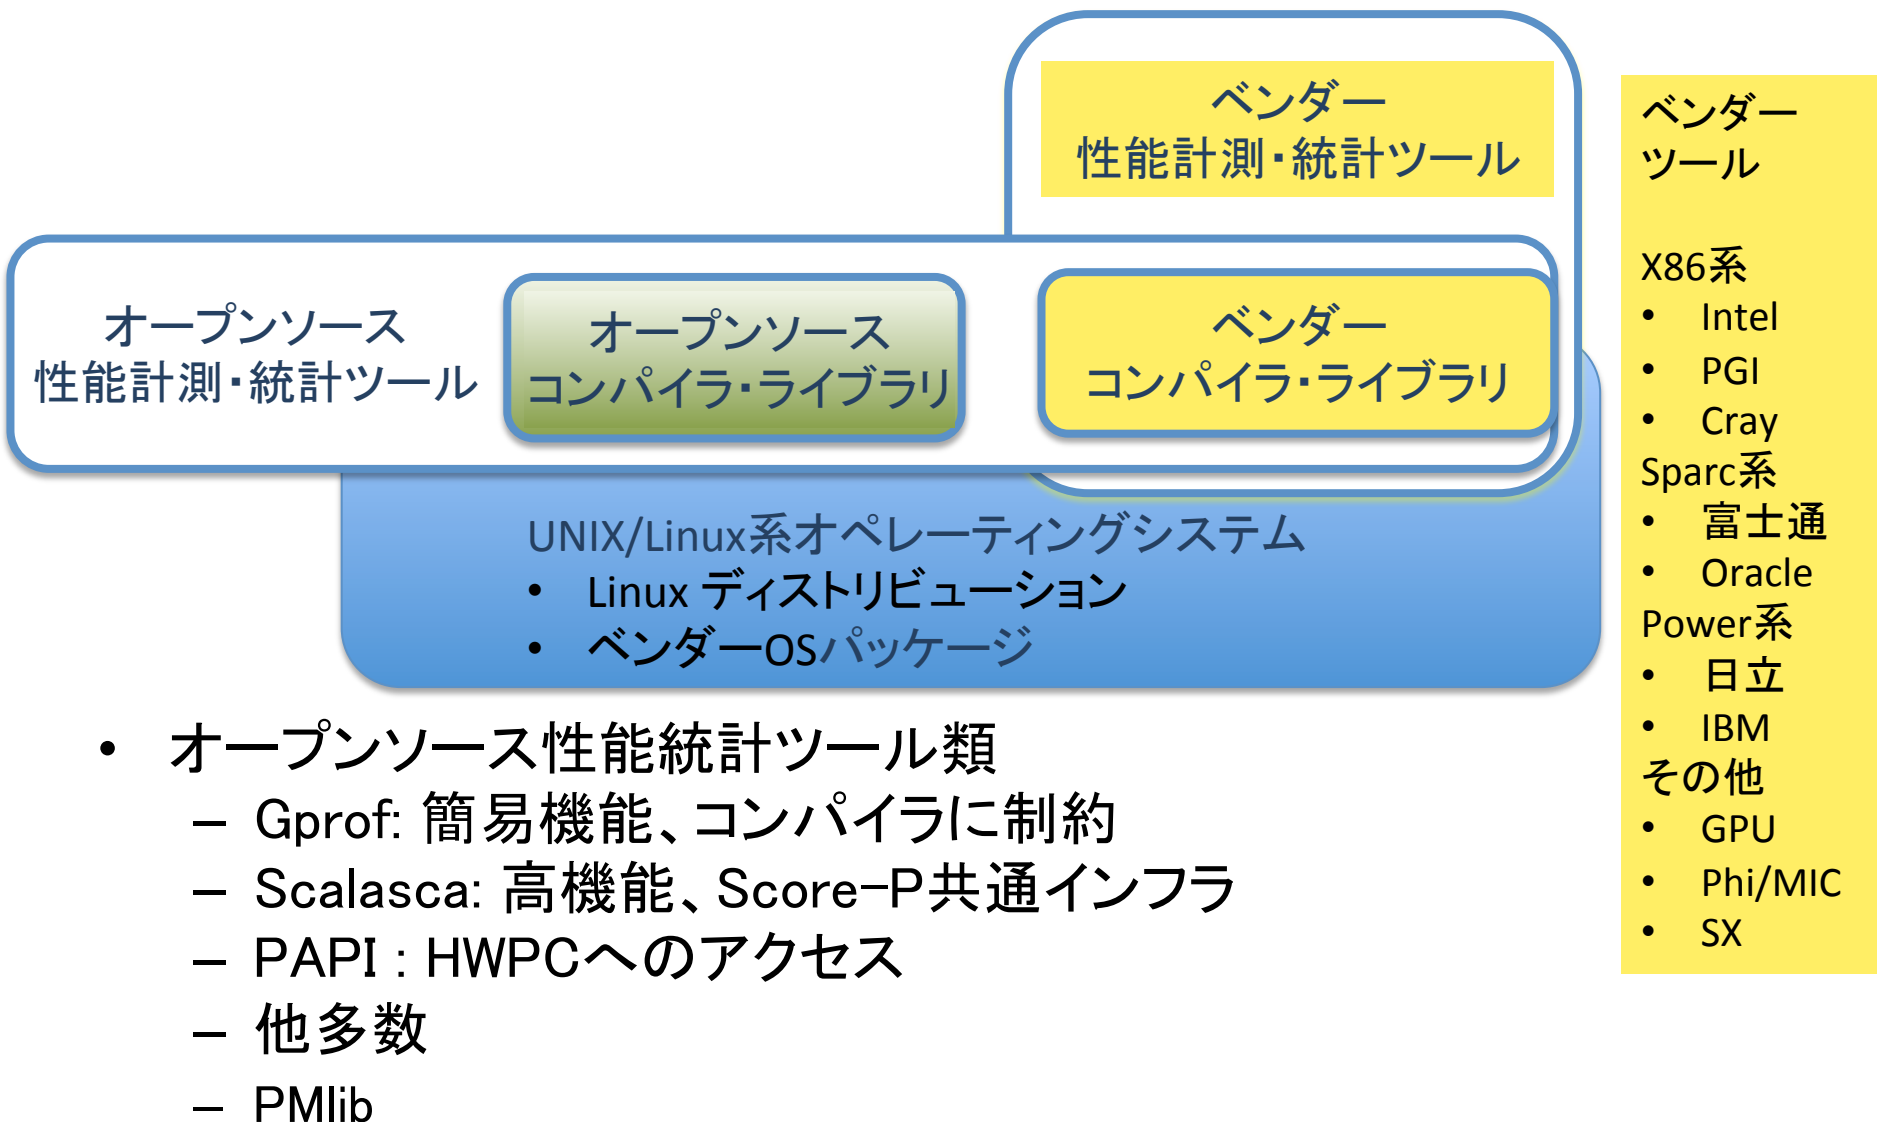 ベンダー
性能計測・統計ツール
オープンソース
性能計測・統計ツール
オープンソース
コンパイラ・ライブラリ
ベンダー
コンパイラ・ライブラリ
UNIX/Linux系オペレーティングシステム
• Linux ディストリビューション
• ベンダーOSパッケージ
ベンダー
ツール
X86系
• Intel
• PGI
• Cray
Sparc系
• 富士通
• Oracle
Power系
• 日立
• IBM
その他
• GPU
• Phi/MIC
• SX
• オープンソース性能統計ツール類
– Gprof: 簡易機能、コンパイラに制約
– Scalasca: 高機能、Score-P共通インフラ
– PAPI : HWPCへのアクセス
– 他多数
– PMlib